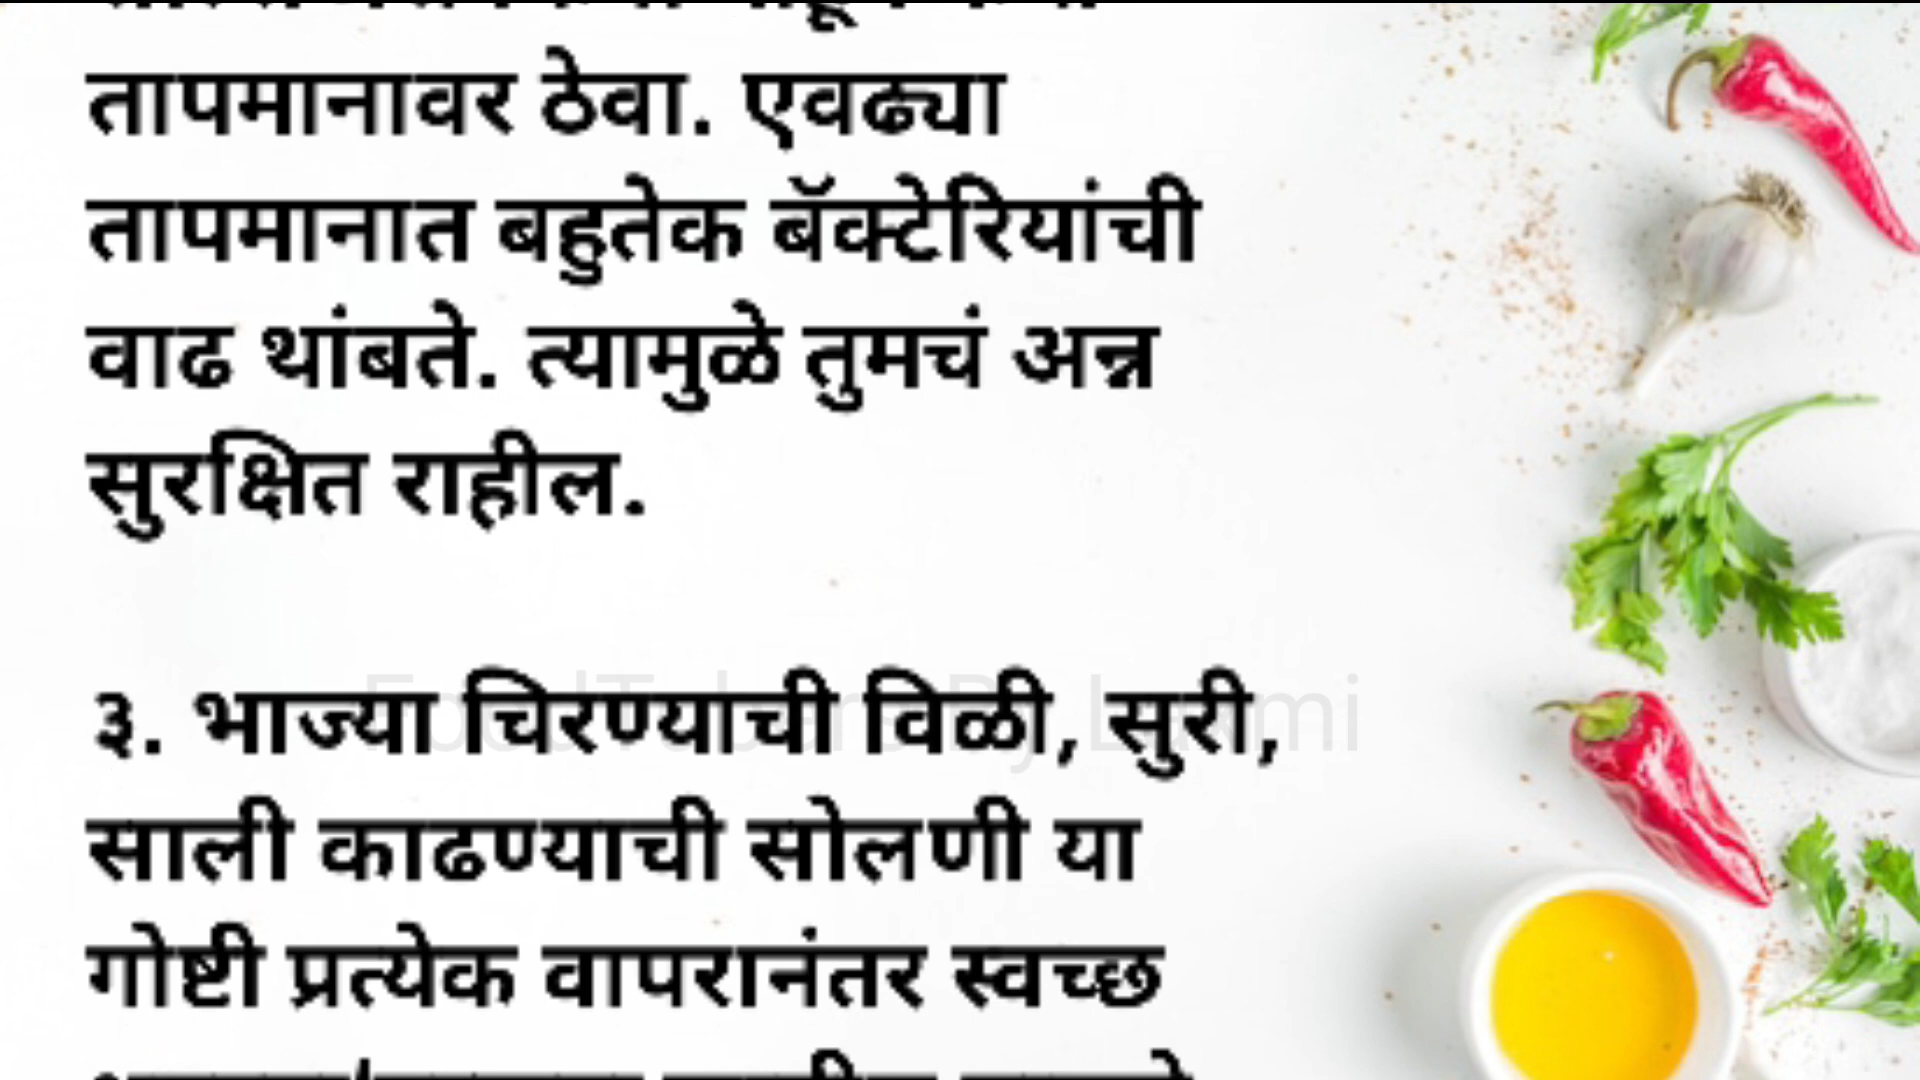 तापमानावर ठेवा. एवढ्या
तापमानात बहुतेक बॅक्टेरियांची
वाढ थांबते. त्यामुळे तुमचं अन्न
सुरक्षित राहील.
३. भाज्या चिरण्याची विळी, सुरी,
साली काढण्याची सोलणी या
गोष्टी प्रत्येक वापरानंतर स्वच्छ